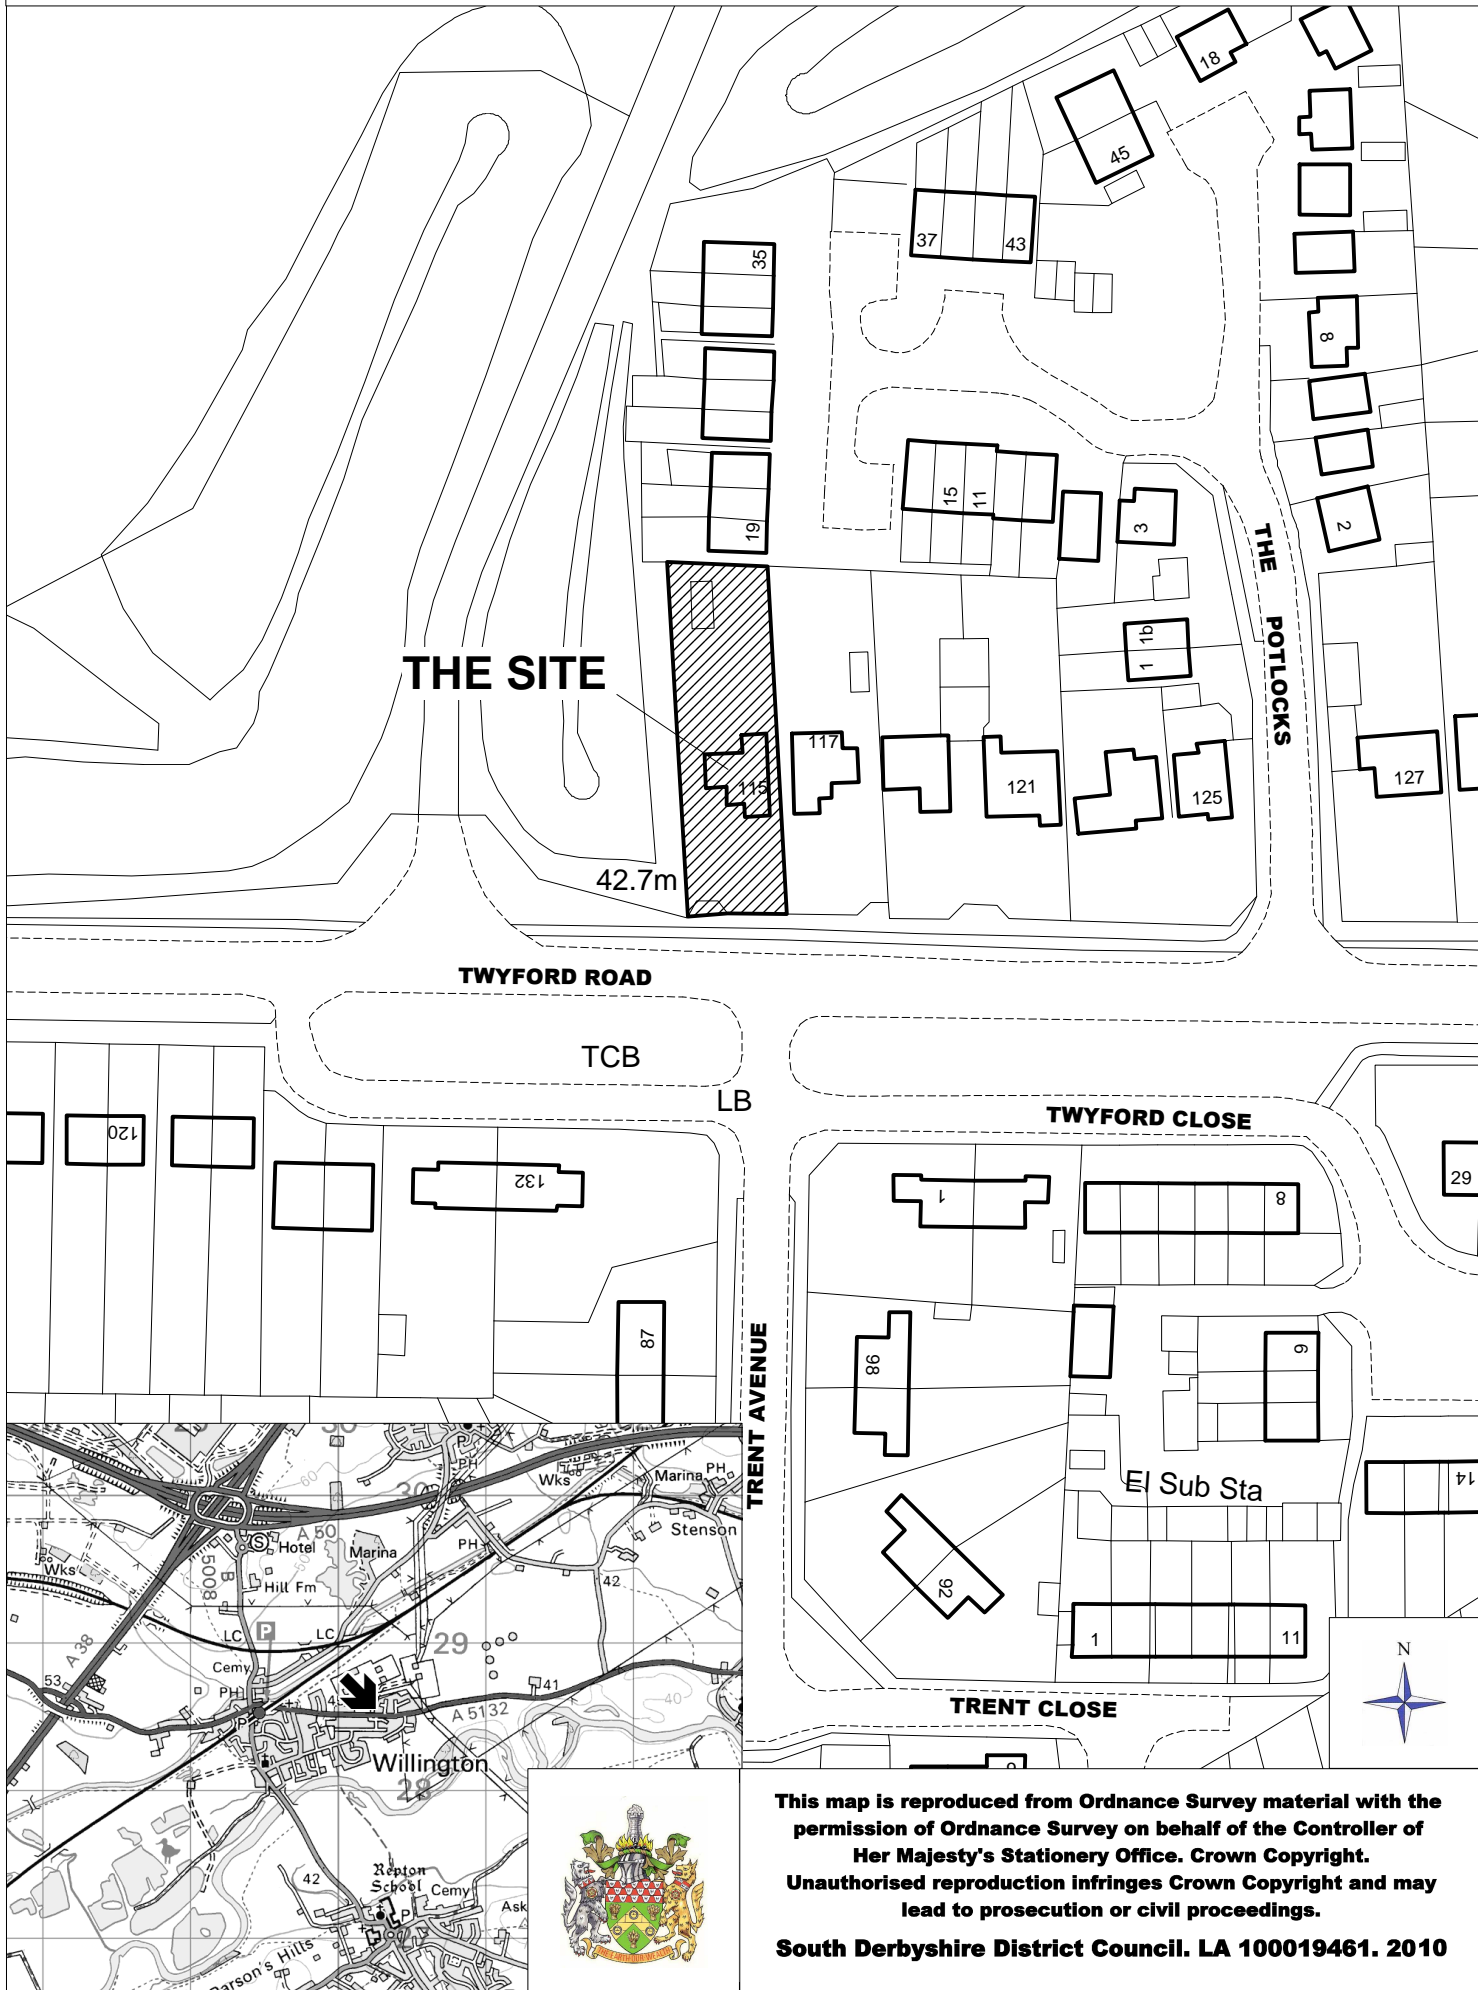 18
45
37
43
35
8
15
11
19
3
2
THE
POTLOCKS
1b
1
THE SITE
117
115
121
125
127
42.7m
TWYFORD ROAD
TCB
LB
TWYFORD CLOSE
120
132
1
8
29
87
98
6
TRENT AVENUE
El Sub Sta
14
92
1
11
TRENT CLOSE
N
30
PH
P
Wks
Marina
PH
Stenson
A 50
S
Hotel
Marina
PH
Wks
B 5008
Hill Fm
42
A 38
LC
P
LC
29
Cemy
53
PH
P
41
40
A 5132
Willington
28
Repton
School
Cemy
42
P
Ask
Parson's Hills
This map is reproduced from Ordnance Survey material with the
permission of Ordnance Survey on behalf of the Controller of
Her Majesty's Stationery Office. Crown Copyright.
Unauthorised reproduction infringes Crown Copyright and may
lead to prosecution or civil proceedings.
South Derbyshire District Council. LA 100019461. 2010